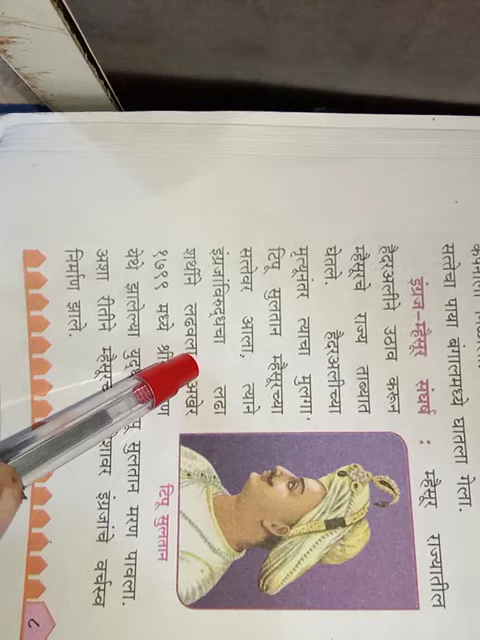 सत्तेचा पाया बंगालमध्ये घातला गेला.
इंग्रज-म्हैसूर संघर्ष : म्हैसूर राज्यातील
हैदरअलीने उठाव करून
म्हैसूरचे राज्य ताब्यात
घेतले. हैदरअलीच्या
मृत्यूनंतर त्याचा मुलगा
टिपू सुलतान म्हैसूरच्या
सत्तेवर आला, त्याने
इंग्रजांविरुद्धचा लढा
शर्थीने लढवला. अखेर
१७९९ मध्ये
येथे झालेल्या टिपू सुलतान मरण पावला.
अशा रीतीने इंग्रजांचे वर्चस्व
निर्माण झाले.
टिपू सुलतान
८